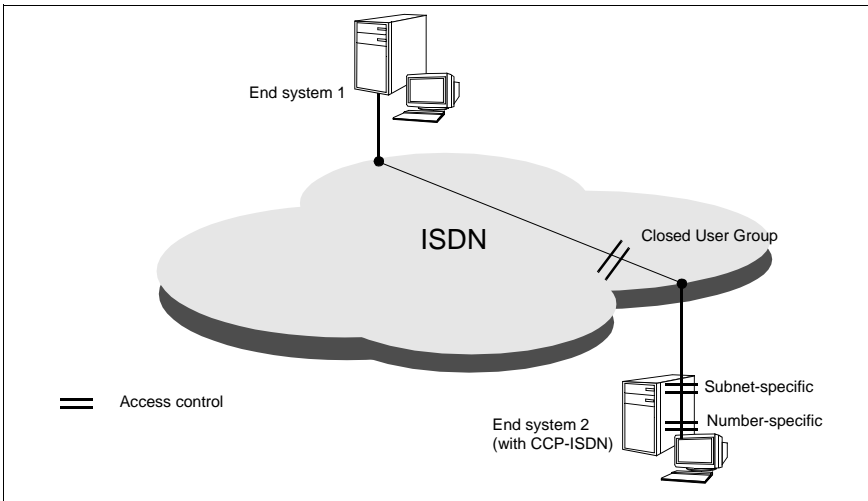 End system 1
ISDN
Closed User Group
Subnet-specific
Access control
Number-specific
End system 2
(with CCP-ISDN)